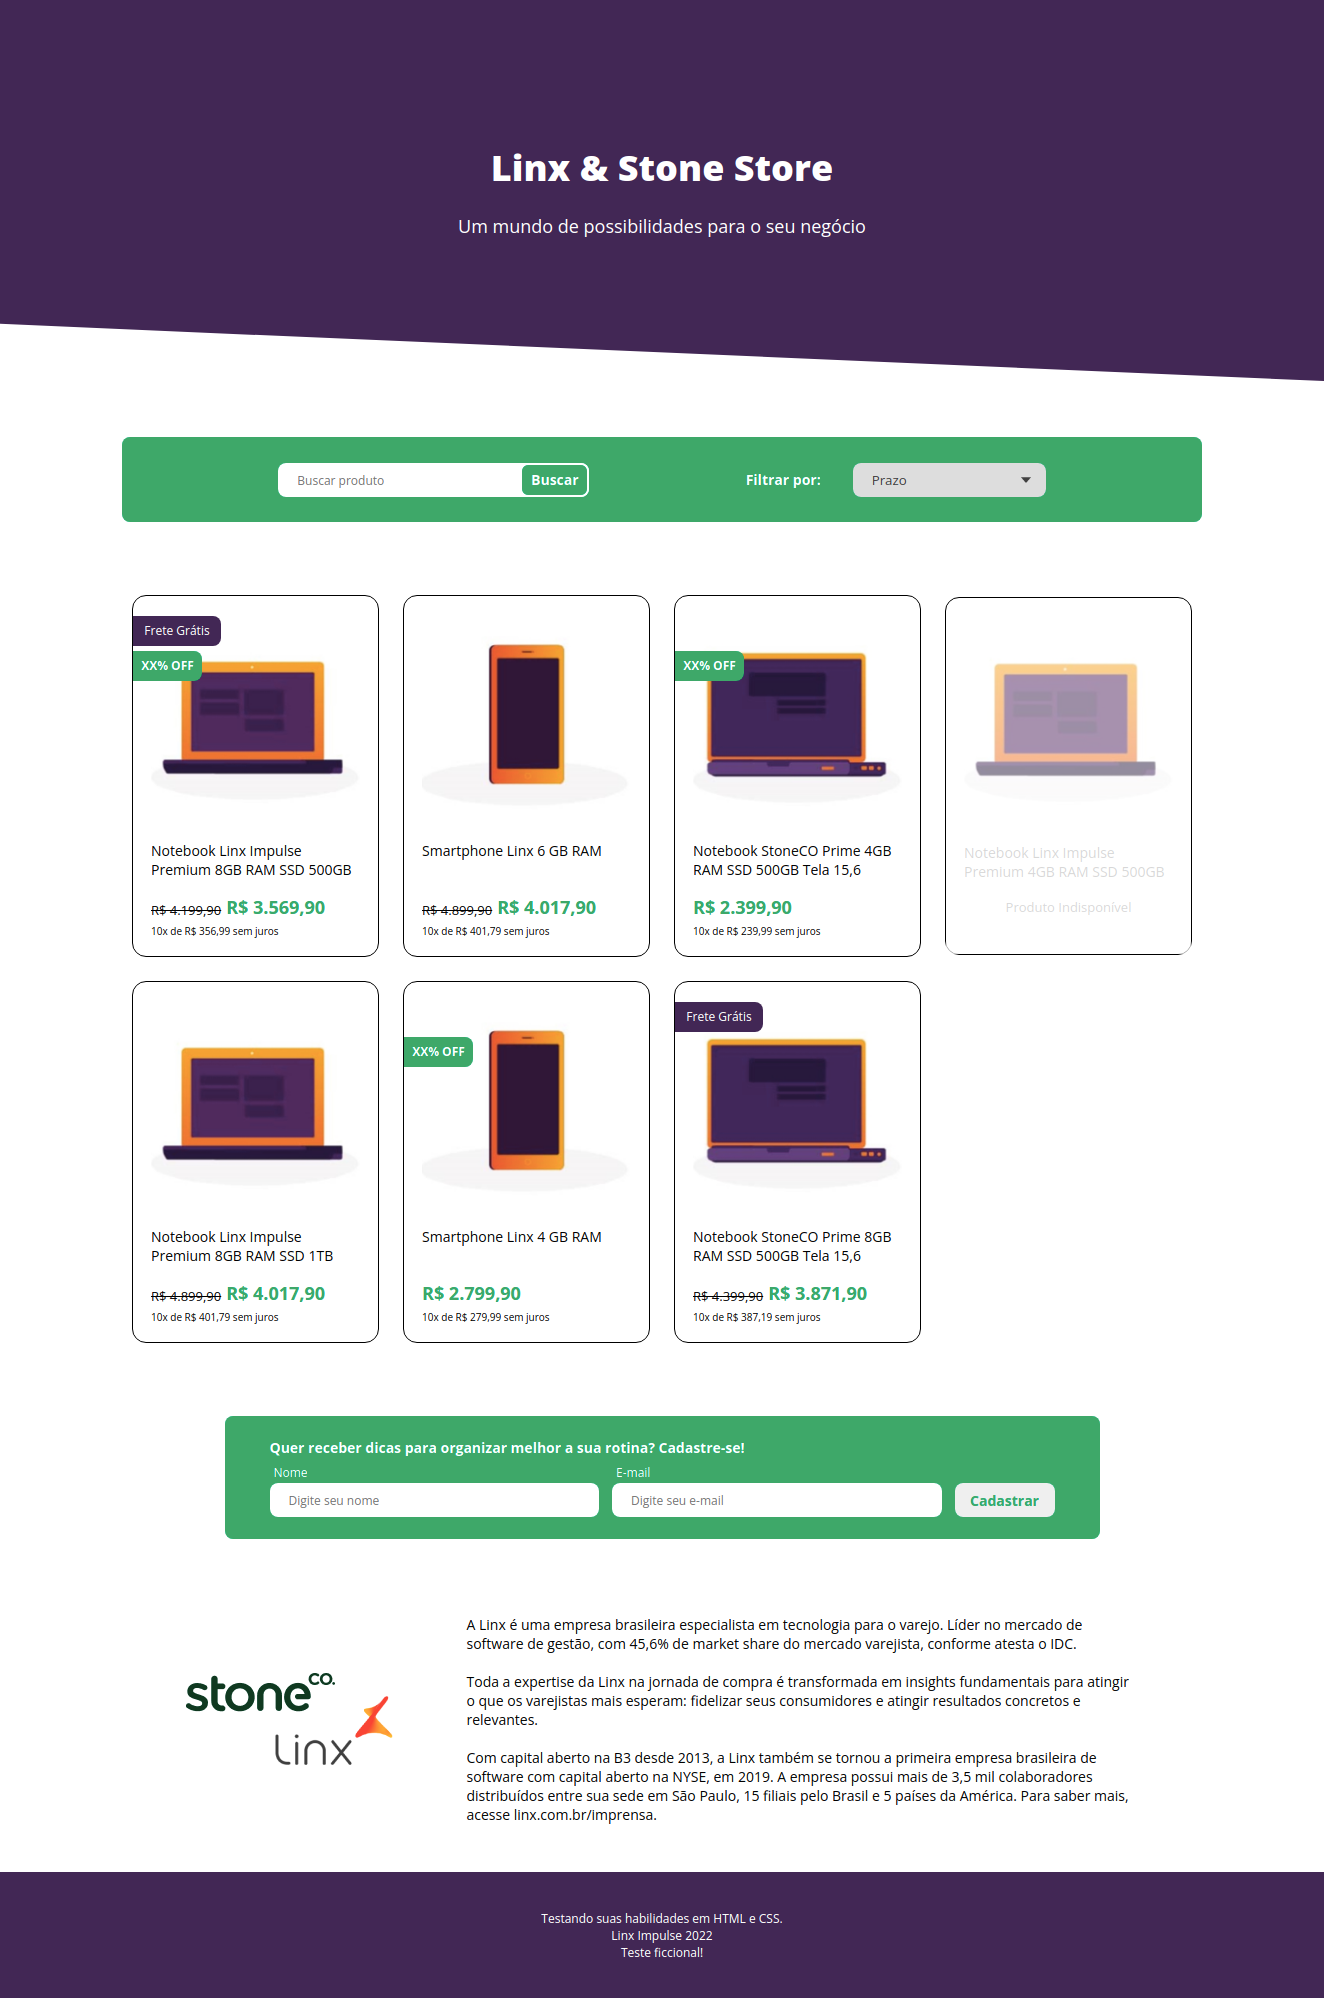 Linx & Stone Store
Um mundo de possibilidades para o seu negócio
Buscar produto
Buscar
Filtrar por:
Prazo
Frete Grátis
XX% OFF
Notebook Linx Impulse
Premium 8GB RAM SSD 500GB
R$ 4.199,90 R$ 3.569,90
10x de R$ 356,99 sem juros
Smartphone Linx 6 GB RAM
R$ 4.899,90 R$ 4.017,90
10x de R$ 401,79 sem juros
XX% OFF
Notebook StoneCO Prime 4GB
RAM SSD 500GB Tela 15,6
R$ 2.399,90
10x de R$ 239,99 sem juros
Notebook Linx Impulse
Premium 4GB RAM SSD 500GB
Produto Indisponível
Notebook Linx Impulse
Premium 8GB RAM SSD 1TB
R$ 4.899,90 R$ 4.017,90
10x de R$ 401,79 sem juros
XX% OFF
Smartphone Linx 4 GB RAM
R$ 2.799,90
10x de R$ 279,99 sem juros
Frete Grátis
Notebook StoneCO Prime 8GB
RAM SSD 500GB Tela 15,6
R$ 4.399,90 R$ 3.871,90
10x de R$ 387,19 sem juros
Quer receber dicas para organizar melhor a sua rotina? Cadastre-se!
Nome
Digite seu nome
E-mail
Digite seu e-mail
Cadastrar
stone co.
Linx
A Linx é uma empresa brasileira especialista em tecnologia para o varejo. Líder no mercado de
software de gestão, com 45,6% de market share do mercado varejista, conforme atesta o IDC.
Toda a expertise da Linx na jornada de compra é transformada em insights fundamentais para atingir
o que os varejistas mais esperam: fidelizar seus consumidores e atingir resultados concretos e
relevantes.
Com capital aberto na B3 desde 2013, a Linx também se tornou a primeira empresa brasileira de
software com capital aberto na NYSE, em 2019. A empresa possui mais de 3,5 mil colaboradores
distribuídos entre sua sede em São Paulo, 15 filiais pelo Brasil e 5 países da América. Para saber mais,
acesse linx.com.br/imprensa.
Testando suas habilidades em HTML e CSS.
Linx Impulse 2022
Teste ficcional!